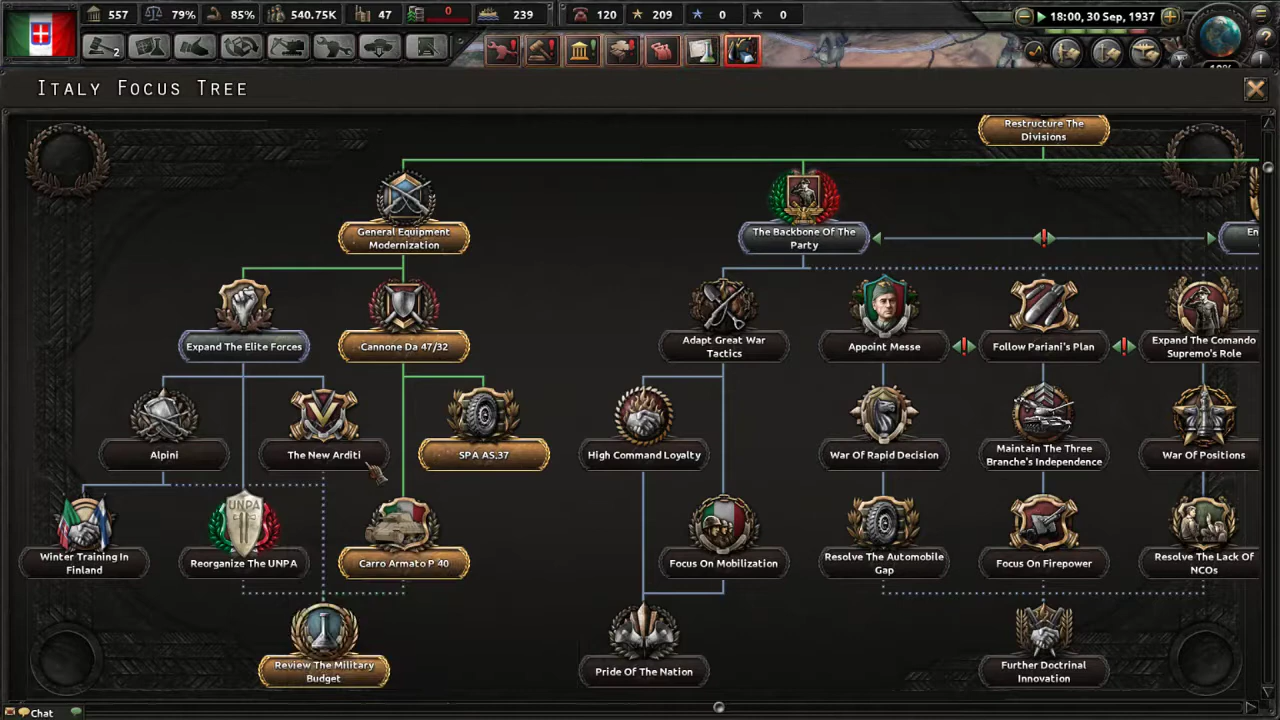 557 79% 85% 540.75K 47 0 239 120 209 0 0 18:00, 30 Sep, 1937
2
Italy Focus Tree
Restructure The
Divisions
General Equipment
Modernization
The Backbone Of The
Party
Expand The Elite Forces
Cannone Da 47/32
Adapt Great War
Tactics
Appoint Messe
Follow Pariani's Plan
Expand The Comando
Supremo's Role
Alpini
The New Arditi
SPA AS.37
High Command Loyalty
War Of Rapid Decision
Maintain The Three
Branche's Independence
War Of Positions
UNPA
Winter Training In
Finland
Reorganize The UNPA
Carro Armato P 40
Focus On Mobilization
Resolve The Automobile
Gap
Focus On Firepower
Resolve The Lack Of
NCOs
Review The Military
Budget
Pride Of The Nation
Further Doctrinal
Innovation
Chat